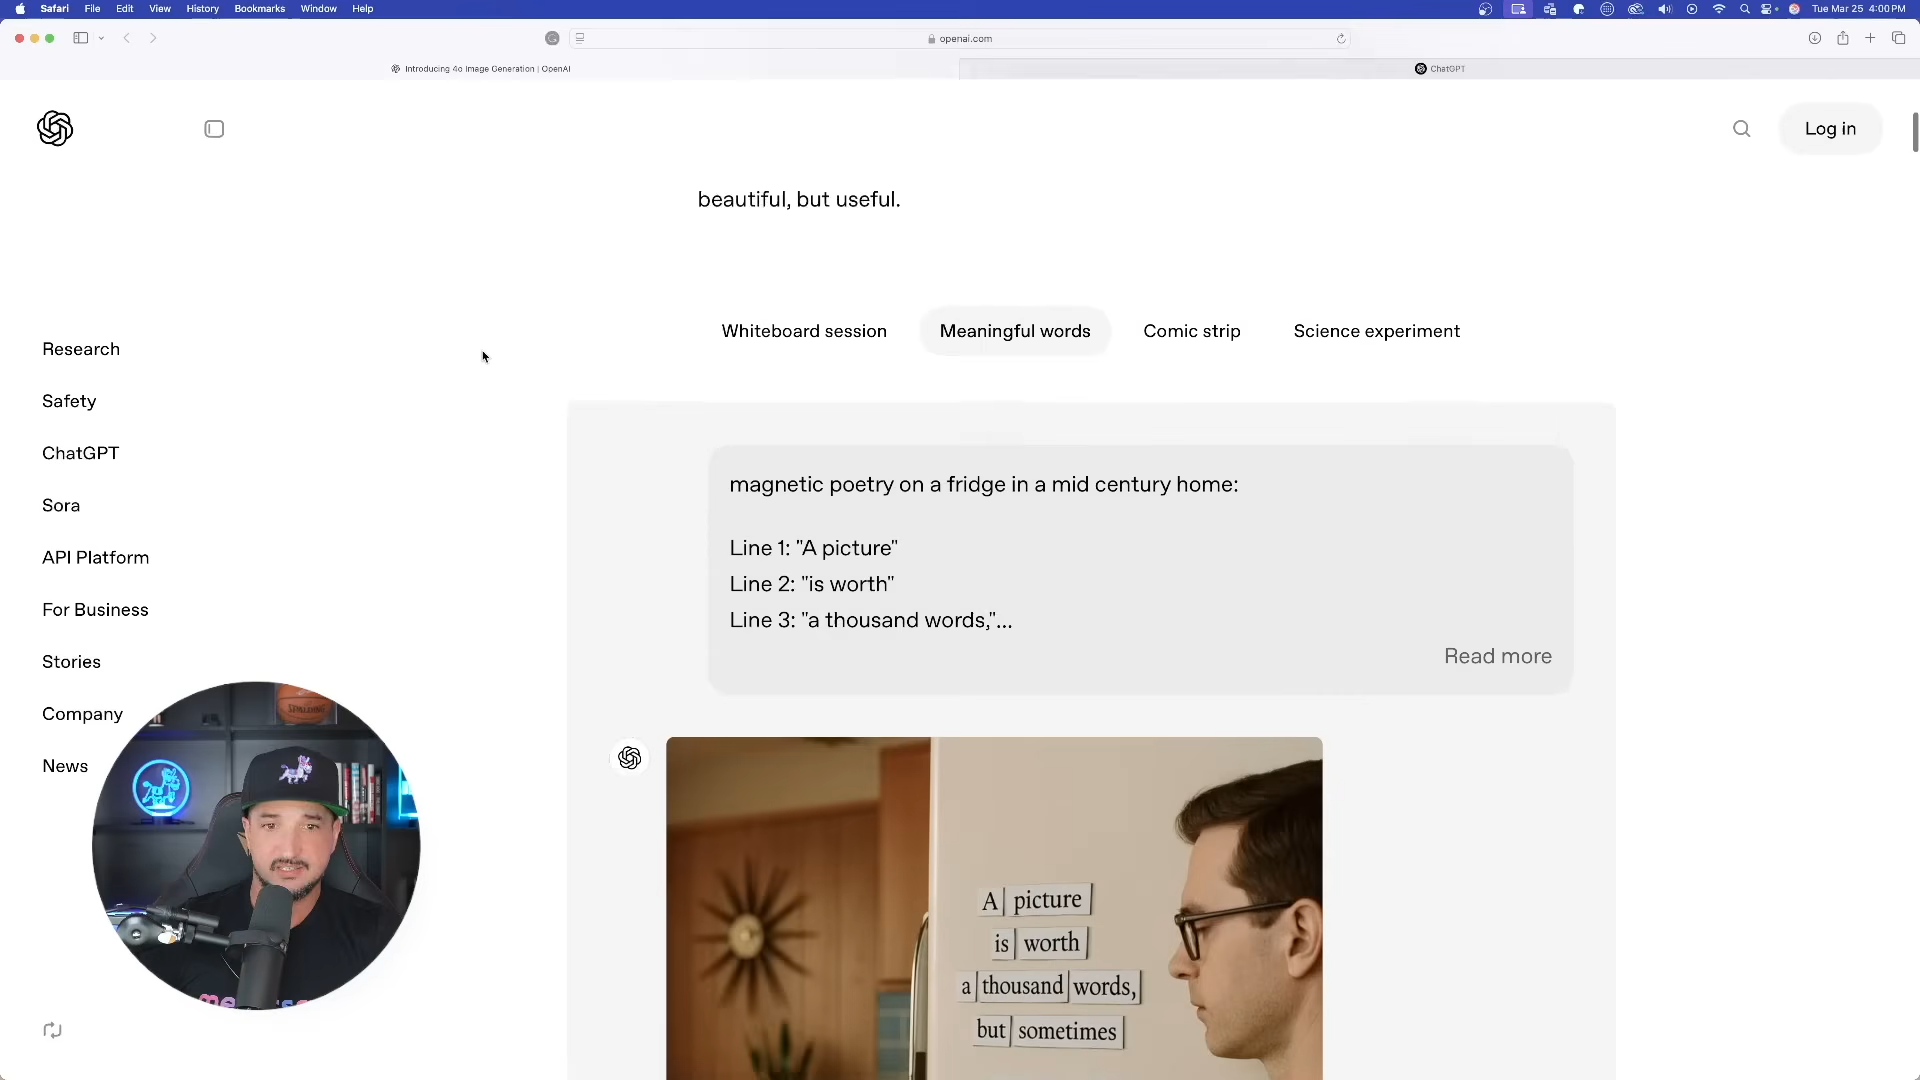 Safari File Edit View History Bookmarks Window Help Tue Mar 25 4:00 PM
openai.com
Introducing 4o Image Generation | OpenAI ChatGPT
Log in
beautiful, but useful.
Whiteboard session Meaningful words Comic strip Science experiment
Research
Safety
ChatGPT
Sora
API Platform
For Business
Stories
Company
News
magnetic poetry on a fridge in a mid century home:
Line 1: "A picture"
Line 2: "is worth"
Line 3: "a thousand words,"...
Read more
A picture
is worth
a thousand words,
but sometimes
SPALDING